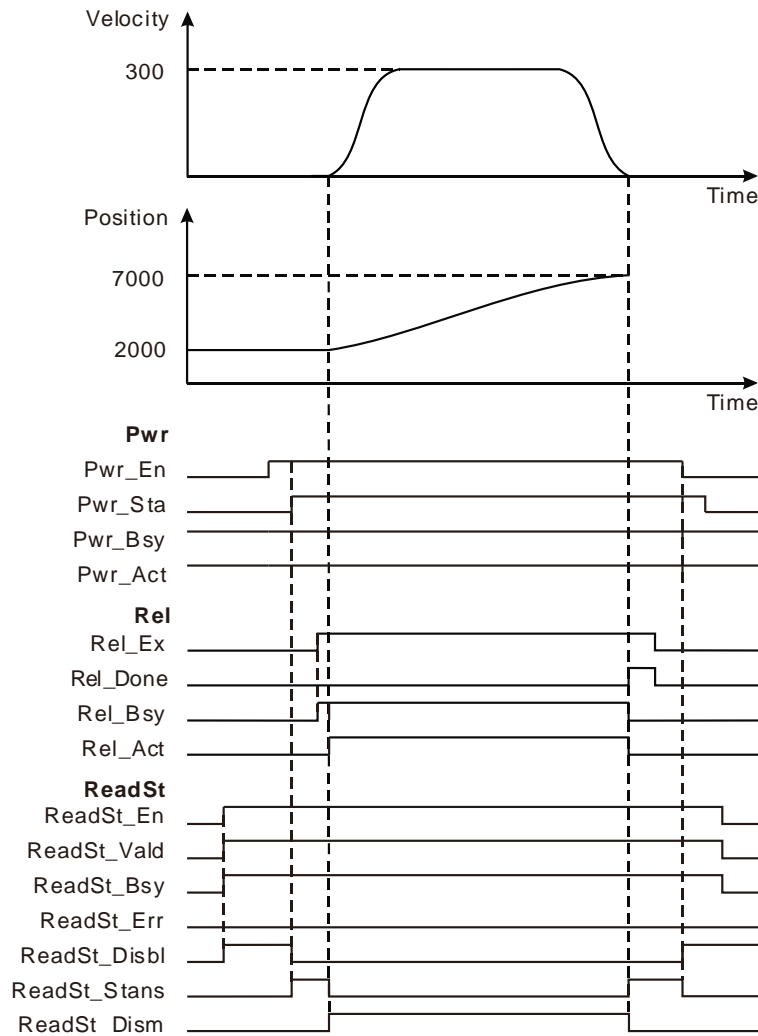 Velocity
300
Time
Position
7000
2000
Time
Pwr
Pwr_En
Pwr_Sta
Pwr_Bsy
Pwr_Act
Rel
Rel_Ex
Rel_Done
Rel_Bsy
Rel_Act
ReadSt
ReadSt_En
ReadSt_Vald
ReadSt_Bsy
ReadSt_Err
ReadSt_Disbl
ReadSt_Stans
ReadSt_Dism